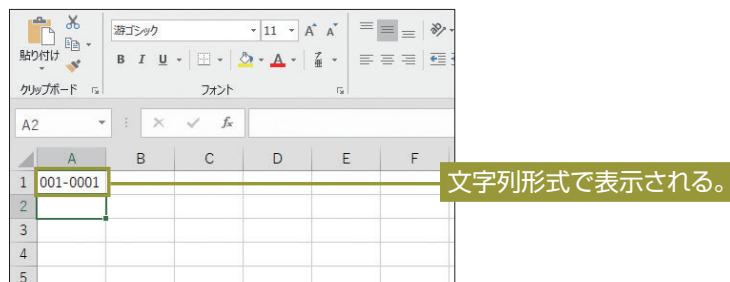 游ゴシック 11 A A
貼り付け B I U A 亜
クリップボード フォント
A2 fx
A B C D E F
1 001-0001
文字列形式で表示される。
2
3
4
5